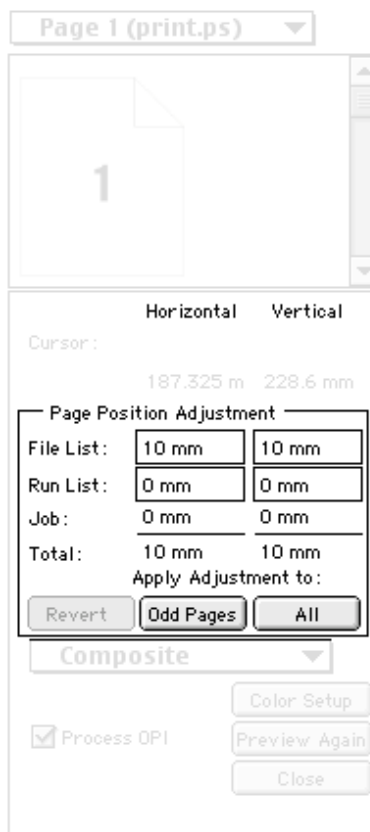 Page 1 (print.ps)
1
Horizontal Vertical
Cursor:
187.325 m 228.6 mm
Page Position Adjustment
File List: 10 mm 10 mm
Run List: 0 mm 0 mm
Job: 0 mm 0 mm
Total: 10 mm 10 mm
Apply Adjustment to:
Revert Odd Pages All
Composite
Color Setup
Process OPI Preview Again
Close